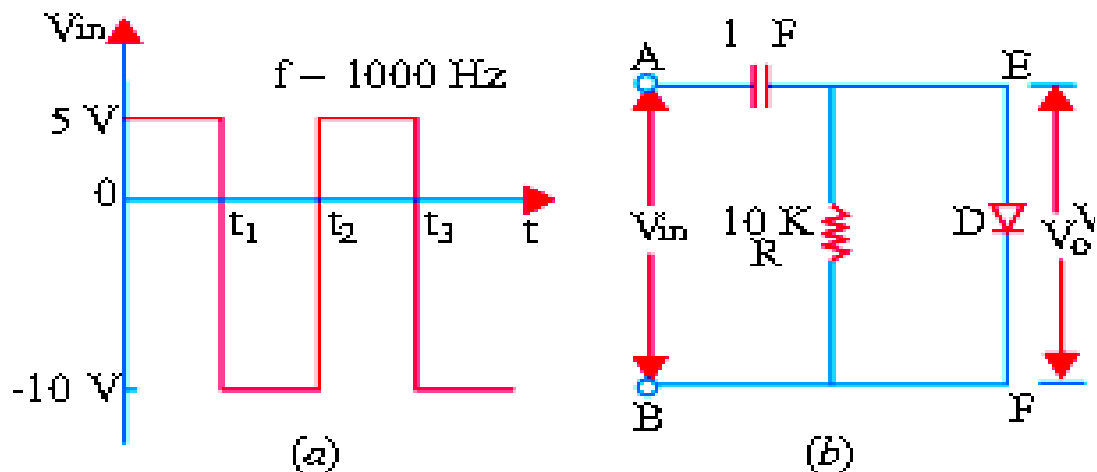 Vin
f – 1000 Hz
5 V
0
t1 t2 t3 t
-10 V
(a)
A
1 F
E
Vin
10 K
R
D
Vo
V
B
F
(b)